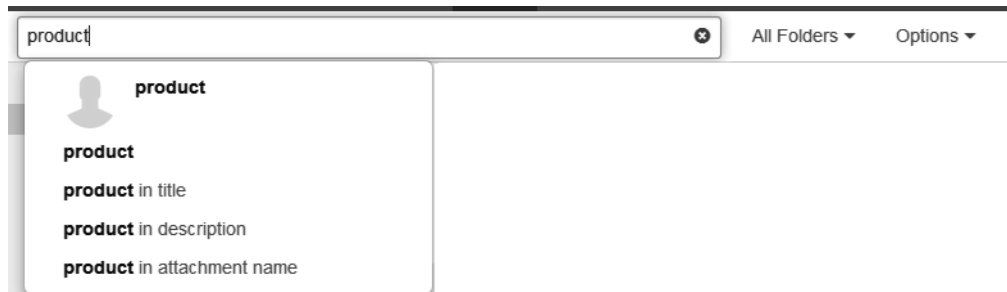 product All Folders Options
product
product
product in title
product in description
product in attachment name